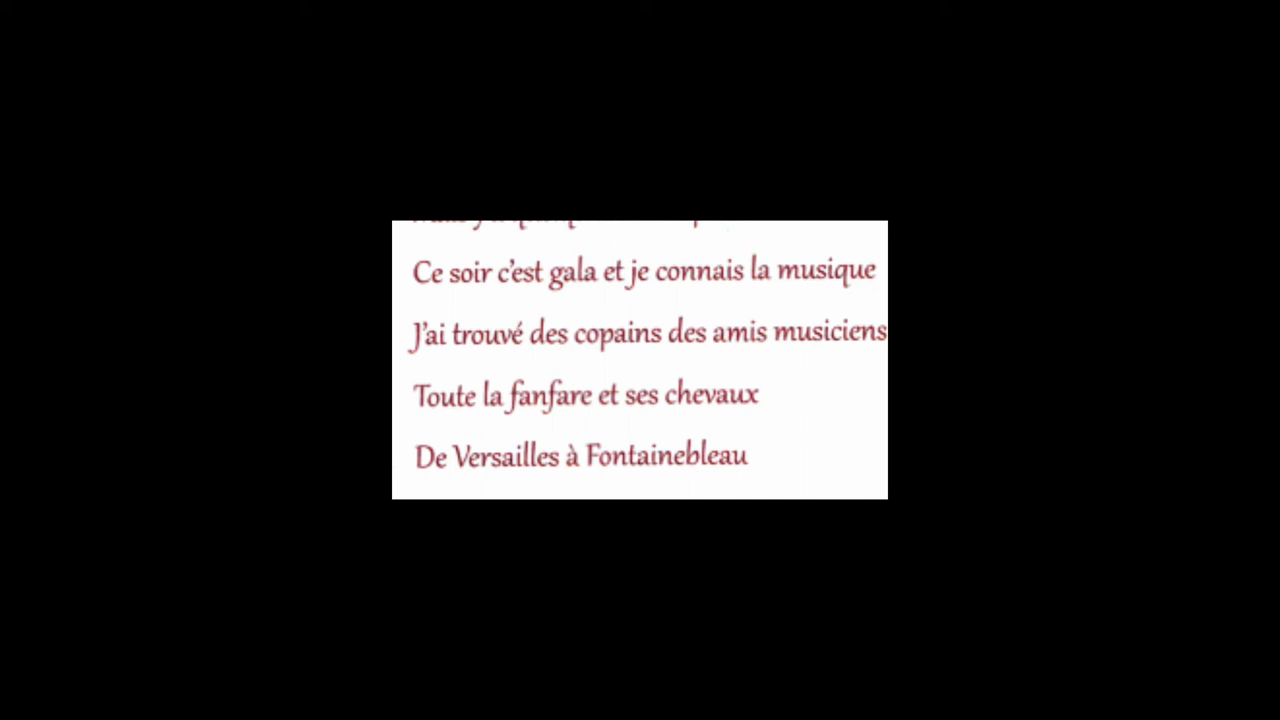 Ce soir c'est gala et je connais la musique
J'ai trouvé des copains des amis musiciens
Toute la fanfare et ses chevaux
De Versailles à Fontainebleau